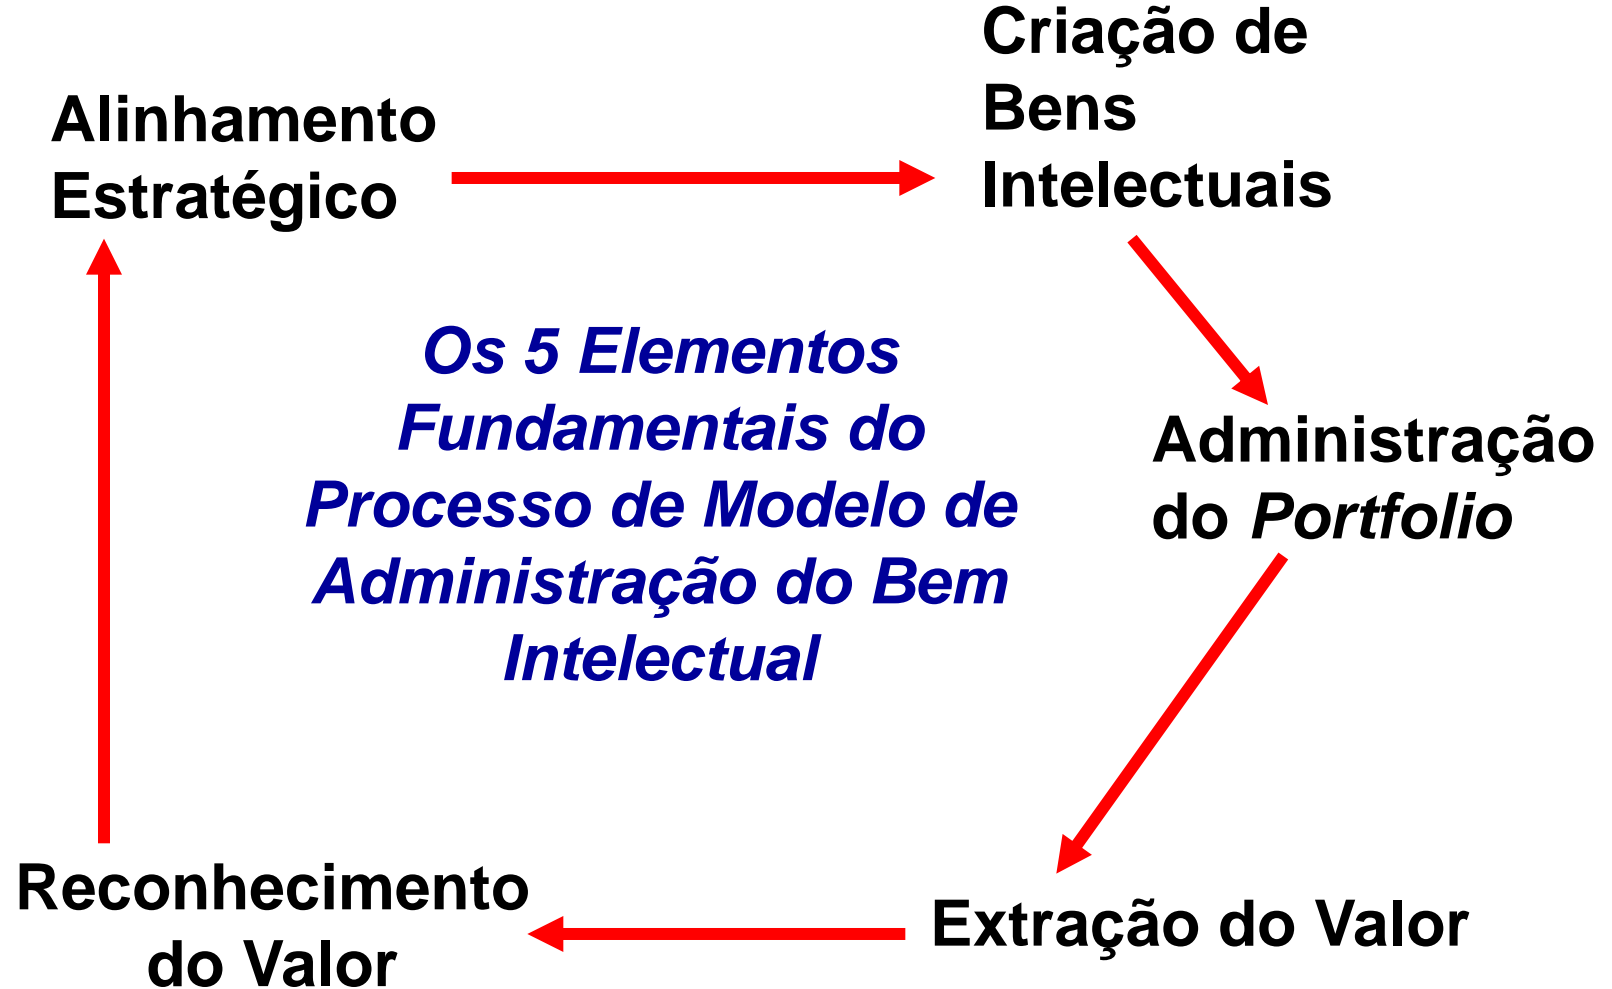 Criação de
Bens
Intelectuais
Alinhamento
Estratégico
Os 5 Elementos
Fundamentais do
Processo de Modelo de
Administração do Bem
Intelectual
Administração
do Portfolio
Extração do Valor
Reconhecimento
do Valor